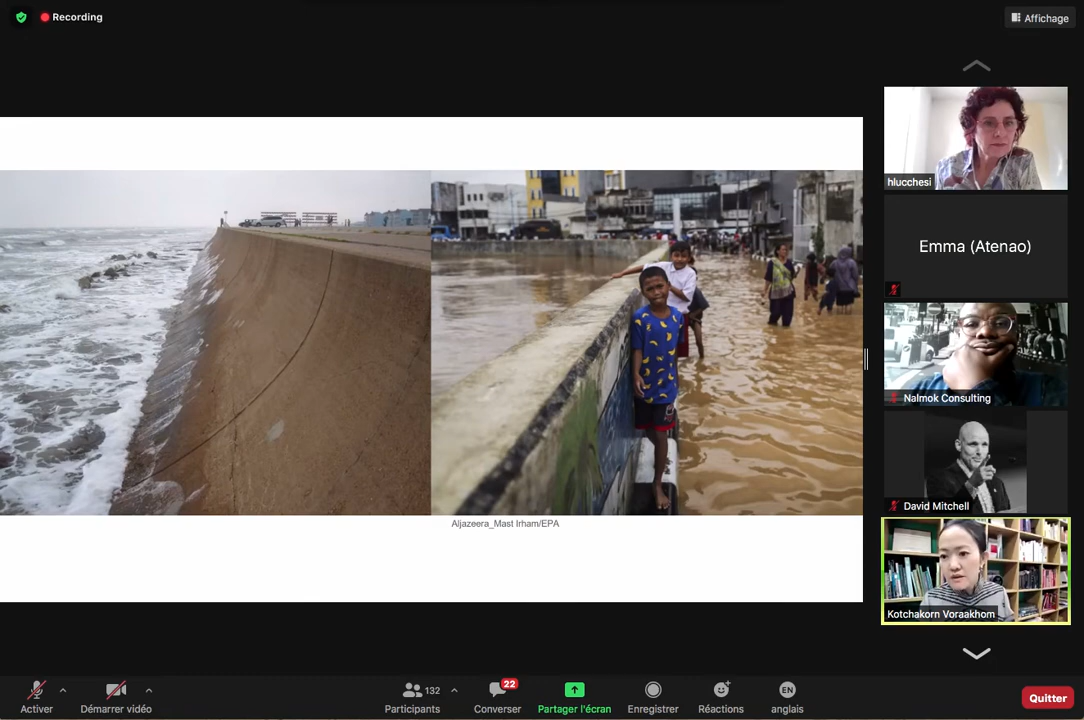 Recording
Affichage
hlucchesi
Emma (Atenao)
Nalmok Consulting
David Mitchell
Kotchakorn Voraakhom
Aljazeera_Mast Irham/EPA
Activer
Démarrer vidéo
132
Participants
22
Converser
Partager l'écran
Enregistrer
Réactions
EN
anglais
Quitter